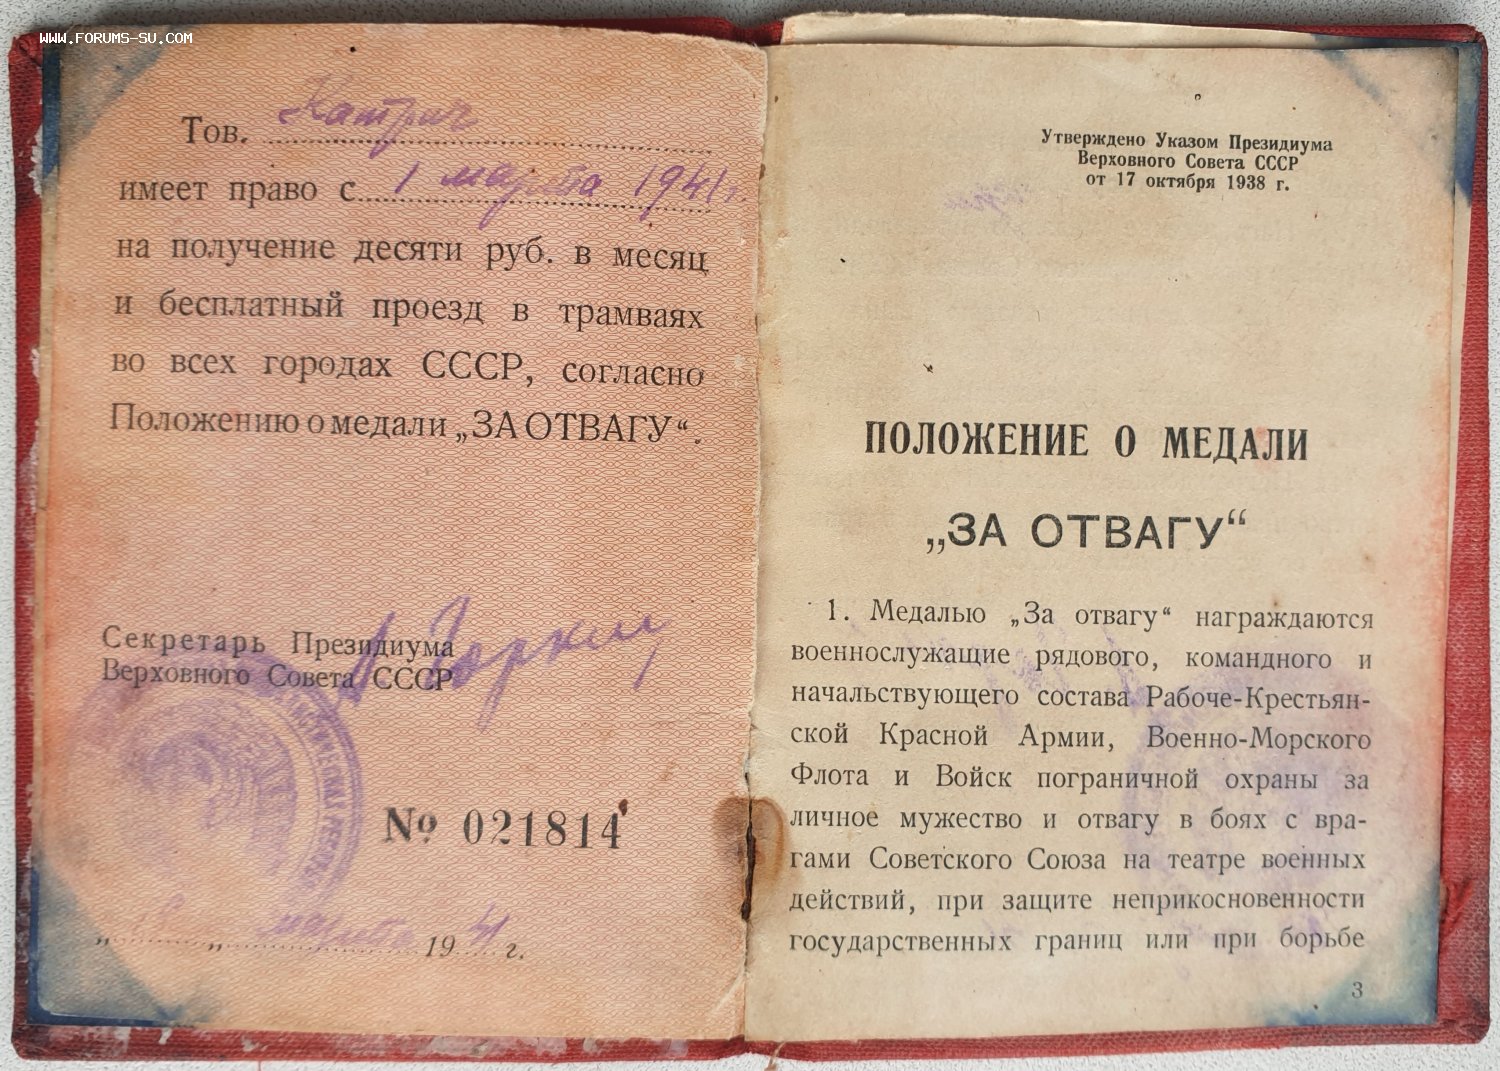 WWW.FORUMS-SU.COM
Тов. Катрич
имеет право с 1 марта 1941 г.
на получение десяти руб. в месяц
и бесплатный проезд в трамваях
во всех городах СССР, согласно
Положению о медали „ЗА ОТВАГУ“.
Секретарь Президиума
Верховного Совета СССР
А Горкин
№ 021814
„ “ марта 1941 г.
Утверждено Указом Президиума
Верховного Совета СССР
от 17 октября 1938 г.
ПОЛОЖЕНИЕ О МЕДАЛИ
„ЗА ОТВАГУ“
1. Медалью „За отвагу“ награждаются
военнослужащие рядового, командного и
начальствующего состава Рабоче-Крестьян-
ской Красной Армии, Военно-Морского
Флота и Войск пограничной охраны за
личное мужество и отвагу в боях с вра-
гами Советского Союза на театре военных
действий, при защите неприкосновенности
государственных границ или при борьбе
3